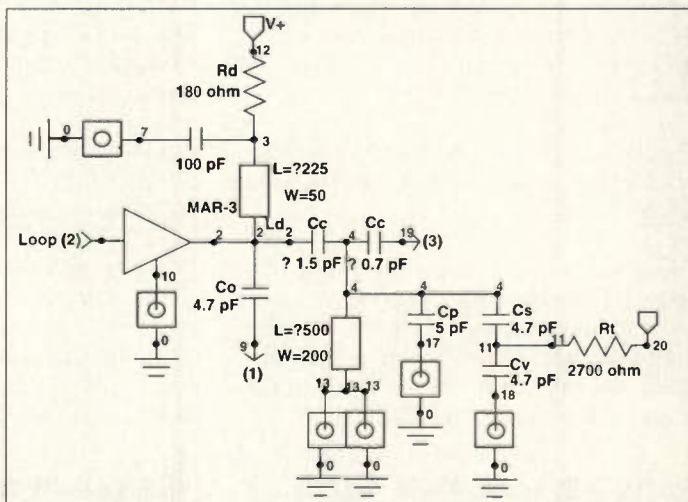 V+
12
Rd
180 ohm
0
7
3
100 pF
L=?225
W=50
MAR-3
Ld
2
Cc
Cc
Loop (2)
2
2
4
19
(3)
? 1.5 pF
? 0.7 pF
10
Co
4.7 pF
4
4
4
Cp
5 pF
Cs
4.7 pF
Rt
L=?500
W=200
17
11
11
20
2700 ohm
9
(1)
Cv
4.7 pF
0
13
13
13
18
0
0
0
0